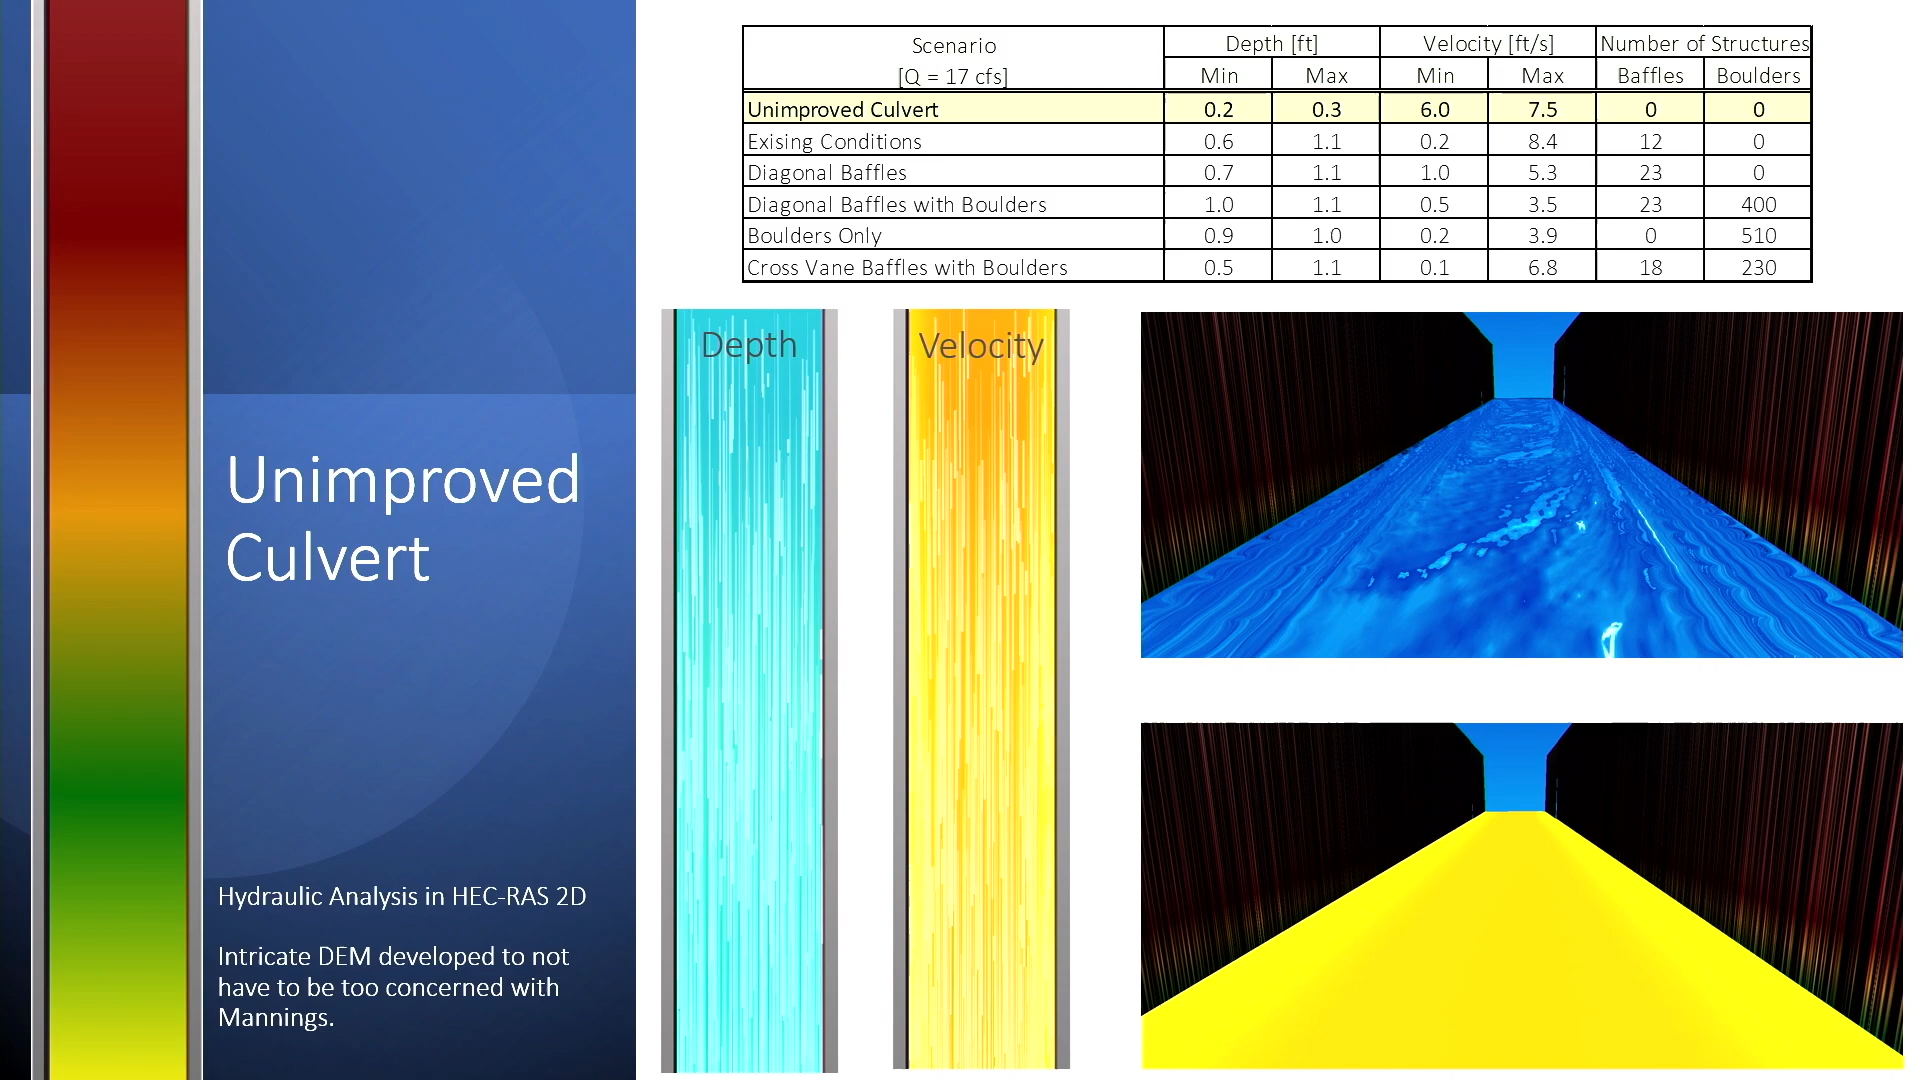 Scenario
[Q = 17 cfs]
Depth [ft] Velocity [ft/s] Number of Structures
Min Max Min Max Baffles Boulders
Unimproved Culvert 0.2 0.3 6.0 7.5 0 0
Exising Conditions 0.6 1.1 0.2 8.4 12 0
Diagonal Baffles 0.7 1.1 1.0 5.3 23 0
Diagonal Baffles with Boulders 1.0 1.1 0.5 3.5 23 400
Boulders Only 0.9 1.0 0.2 3.9 0 510
Cross Vane Baffles with Boulders 0.5 1.1 0.1 6.8 18 230
Depth
Velocity
Unimproved
Culvert
Hydraulic Analysis in HEC-RAS 2D
Intricate DEM developed to not
have to be too concerned with
Mannings.